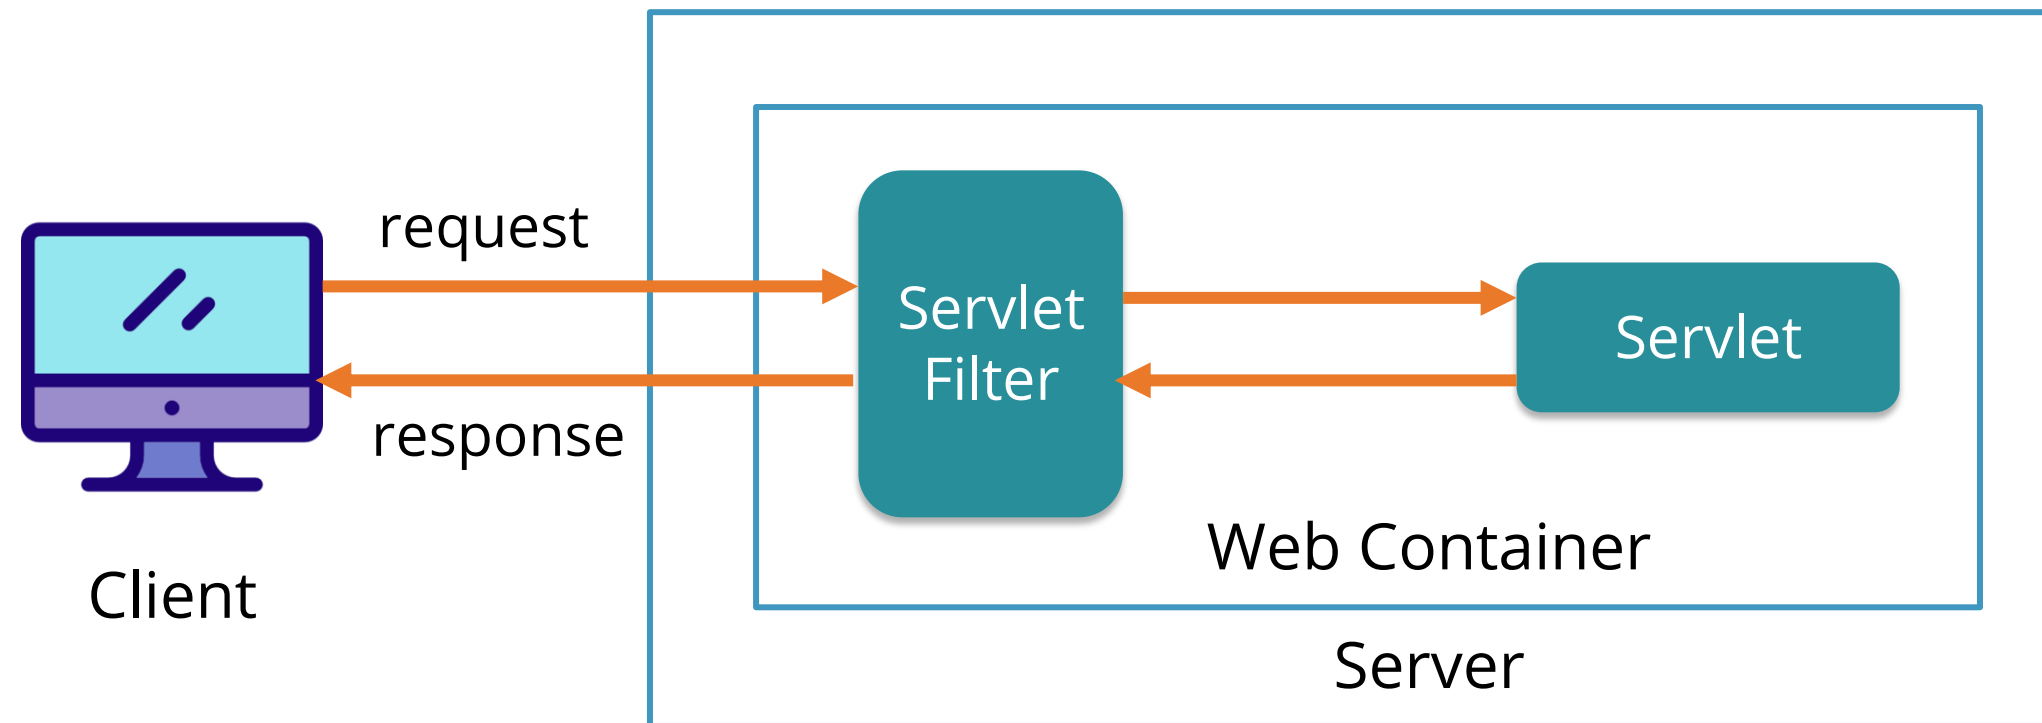 request
response
Client
Servlet
Filter
Servlet
Web Container
Server